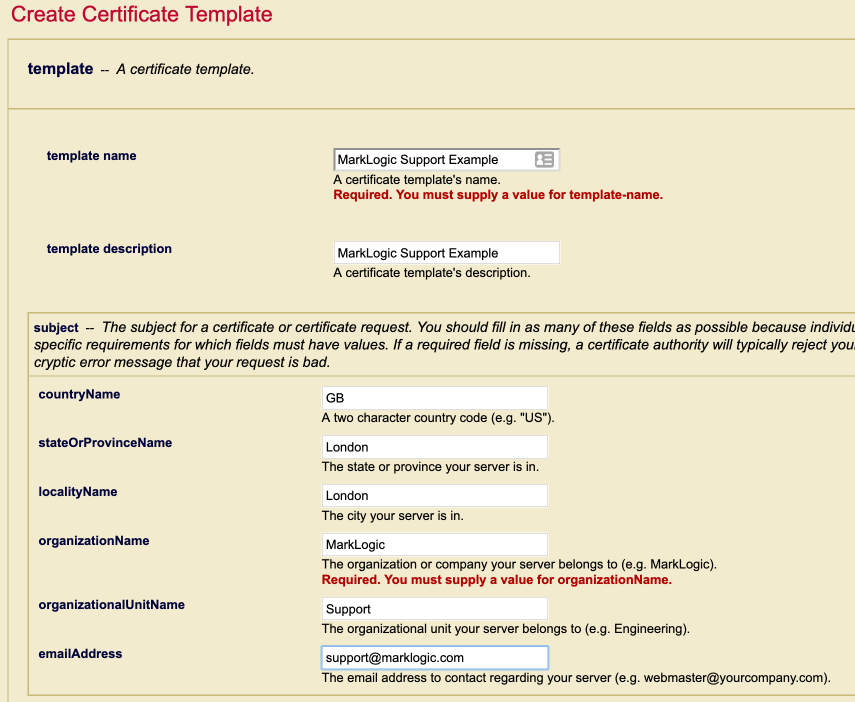 Create Certificate Template
template -- A certificate template.
template name
MarkLogic Support Example
A certificate template's name.
Required. You must supply a value for template-name.
template description
MarkLogic Support Example
A certificate template's description.
subject -- The subject for a certificate or certificate request. You should fill in as many of these fields as possible because
specific requirements for which fields must have values. If a required field is missing, a certificate authority will typically reject
cryptic error message that your request is bad.
countryName
GB
A two character country code (e.g. "US").
stateOrProvinceName
London
The state or province your server is in.
localityName
London
The city your server is in.
organizationName
MarkLogic
The organization or company your server belongs to (e.g. MarkLogic).
Required. You must supply a value for organizationName.
organizationalUnitName
Support
The organizational unit your server belongs to (e.g. Engineering).
emailAddress
support@marklogic.com
The email address to contact regarding your server (e.g. webmaster@yourcompany.com).